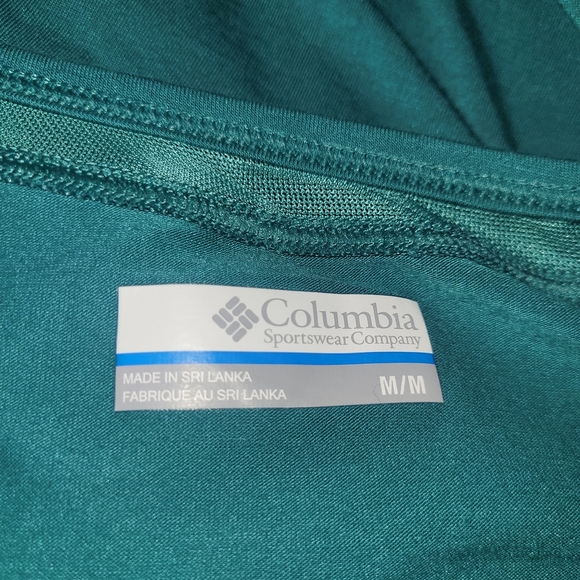 Columbia
Sportswear Company
MADE IN SRI LANKA
FABRIQUÉ AU SRI LANKA
M/M